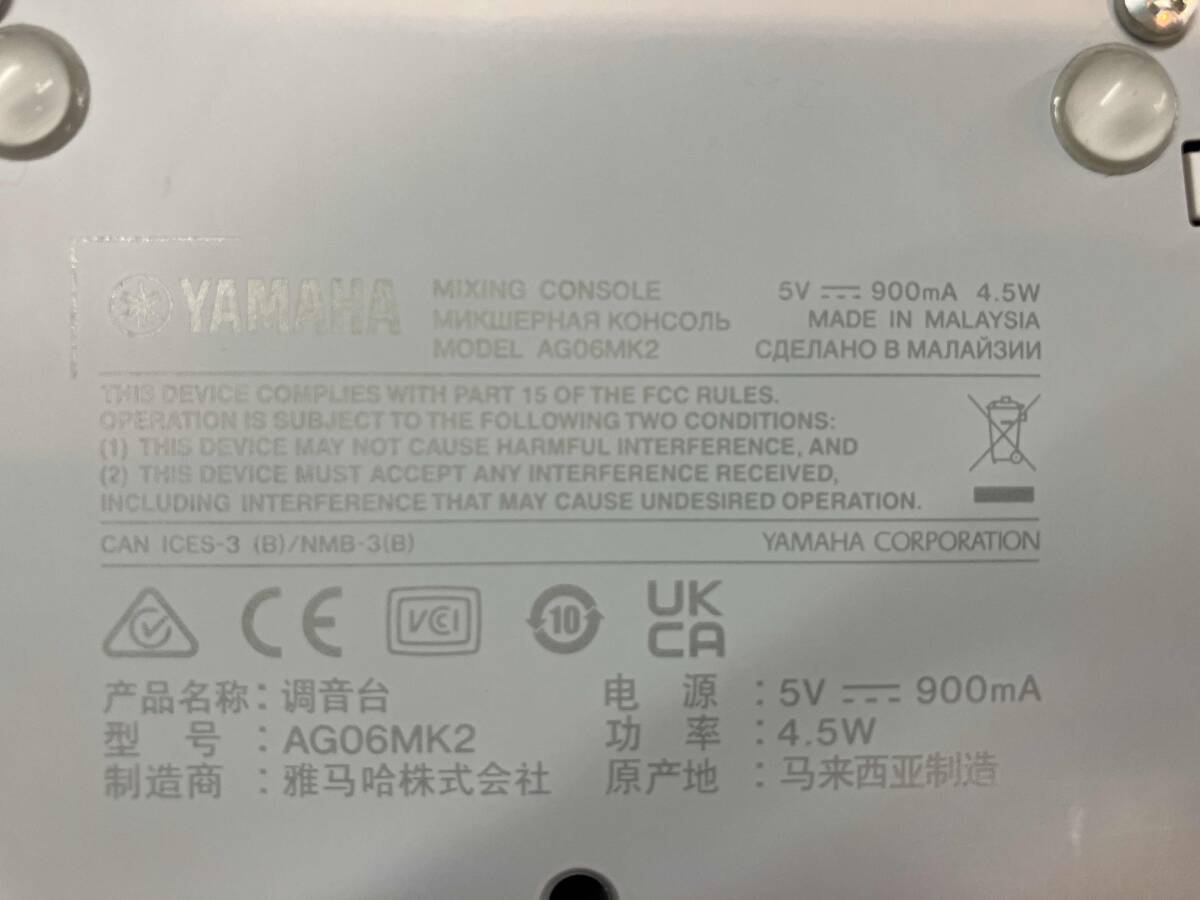 YAMAHA
MIXING CONSOLE
МИКШЕРНАЯ КОНСОЛЬ
MODEL AG06MK2
5V ⎓ 900mA 4.5W
MADE IN MALAYSIA
СДЕЛАНО В МАЛАЙЗИИ
THIS DEVICE COMPLIES WITH PART 15 OF THE FCC RULES.
OPERATION IS SUBJECT TO THE FOLLOWING TWO CONDITIONS:
(1) THIS DEVICE MAY NOT CAUSE HARMFUL INTERFERENCE, AND
(2) THIS DEVICE MUST ACCEPT ANY INTERFERENCE RECEIVED,
INCLUDING INTERFERENCE THAT MAY CAUSE UNDESIRED OPERATION.
CAN ICES-3 (B)/NMB-3(B) YAMAHA CORPORATION
CE VCI 10 UK
CA
产品名称：调音台 电 源：5V ⎓ 900mA
型 号：AG06MK2 功 率：4.5W
制造商：雅马哈株式会社 原产地：马来西亚制造